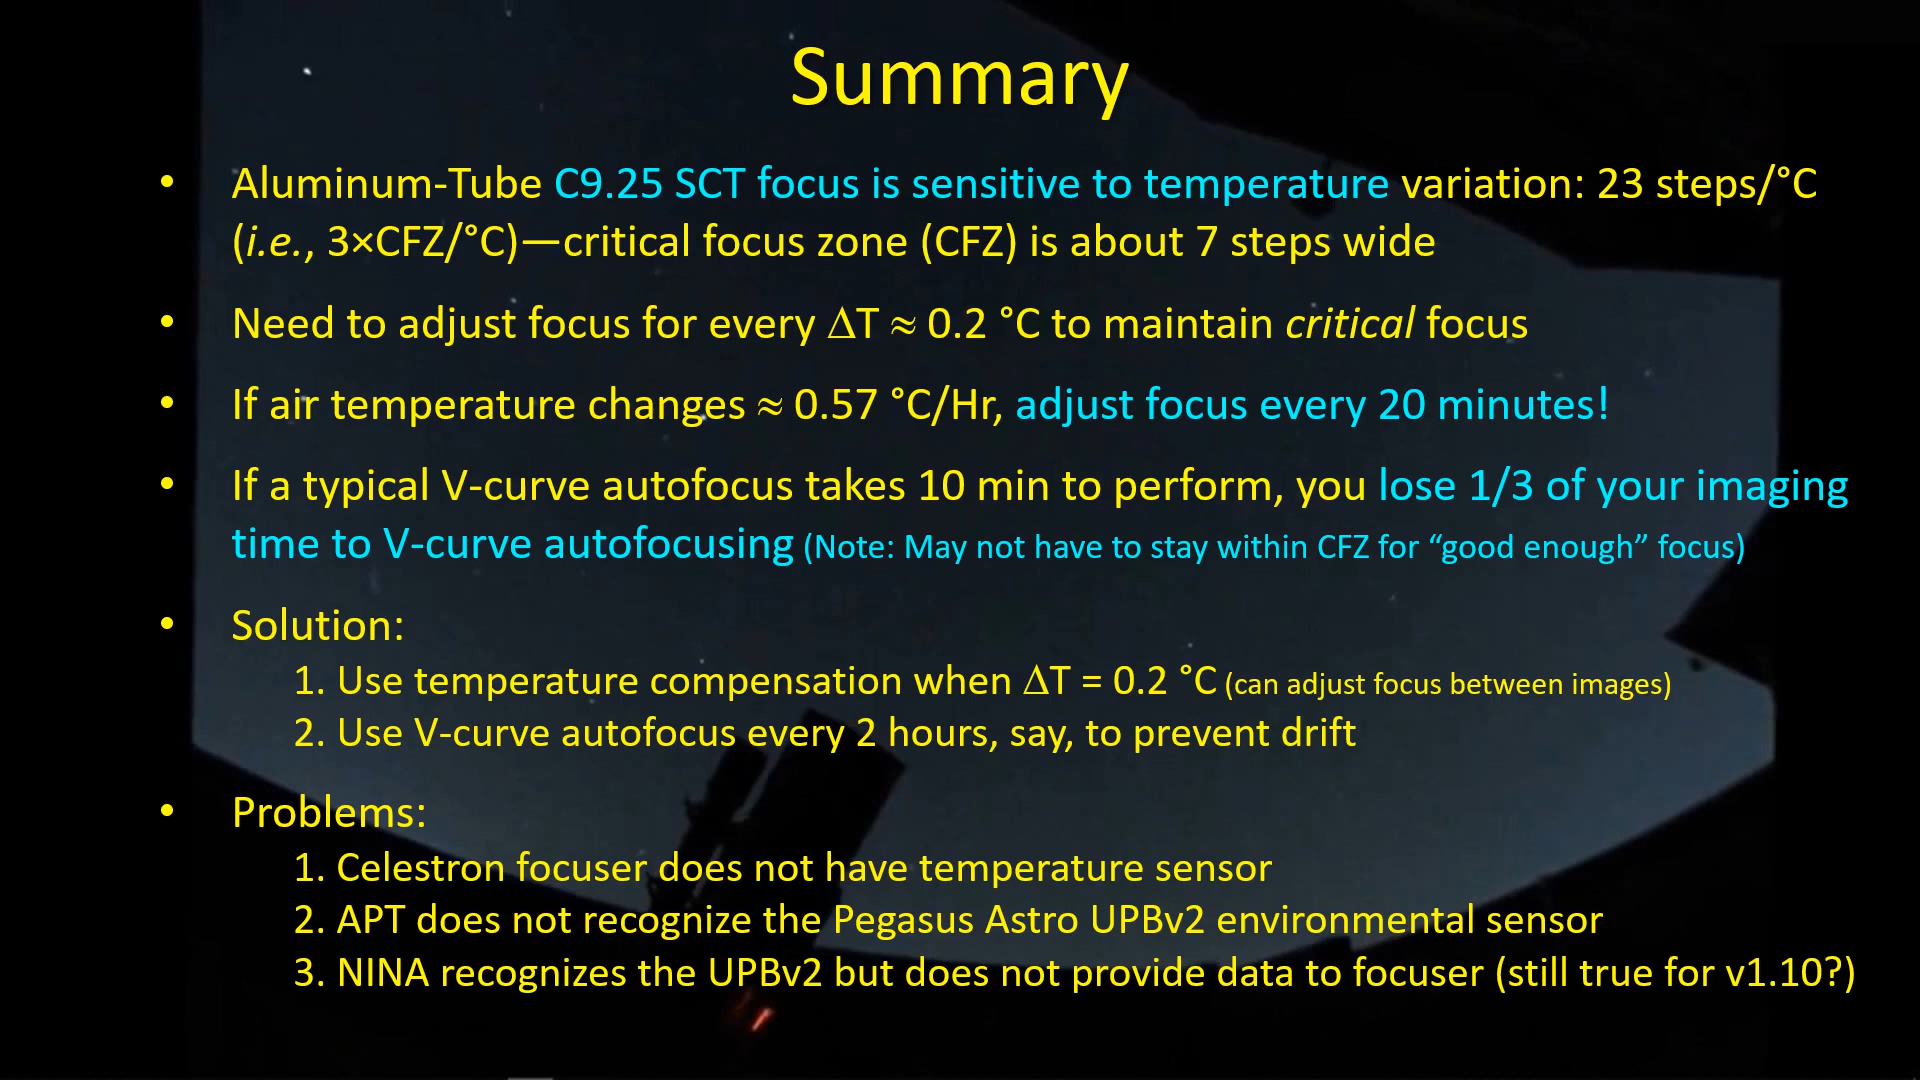 Summary
• Aluminum-Tube C9.25 SCT focus is sensitive to temperature variation: 23 steps/°C
(i.e., 3×CFZ/°C)—critical focus zone (CFZ) is about 7 steps wide
• Need to adjust focus for every ΔT ≈ 0.2 °C to maintain critical focus
• If air temperature changes ≈ 0.57 °C/Hr, adjust focus every 20 minutes!
• If a typical V-curve autofocus takes 10 min to perform, you lose 1/3 of your imaging
time to V-curve autofocusing (Note: May not have to stay within CFZ for “good enough” focus)
• Solution:
1. Use temperature compensation when ΔT = 0.2 °C (can adjust focus between images)
2. Use V-curve autofocus every 2 hours, say, to prevent drift
• Problems:
1. Celestron focuser does not have temperature sensor
2. APT does not recognize the Pegasus Astro UPBv2 environmental sensor
3. NINA recognizes the UPBv2 but does not provide data to focuser (still true for v1.10?)